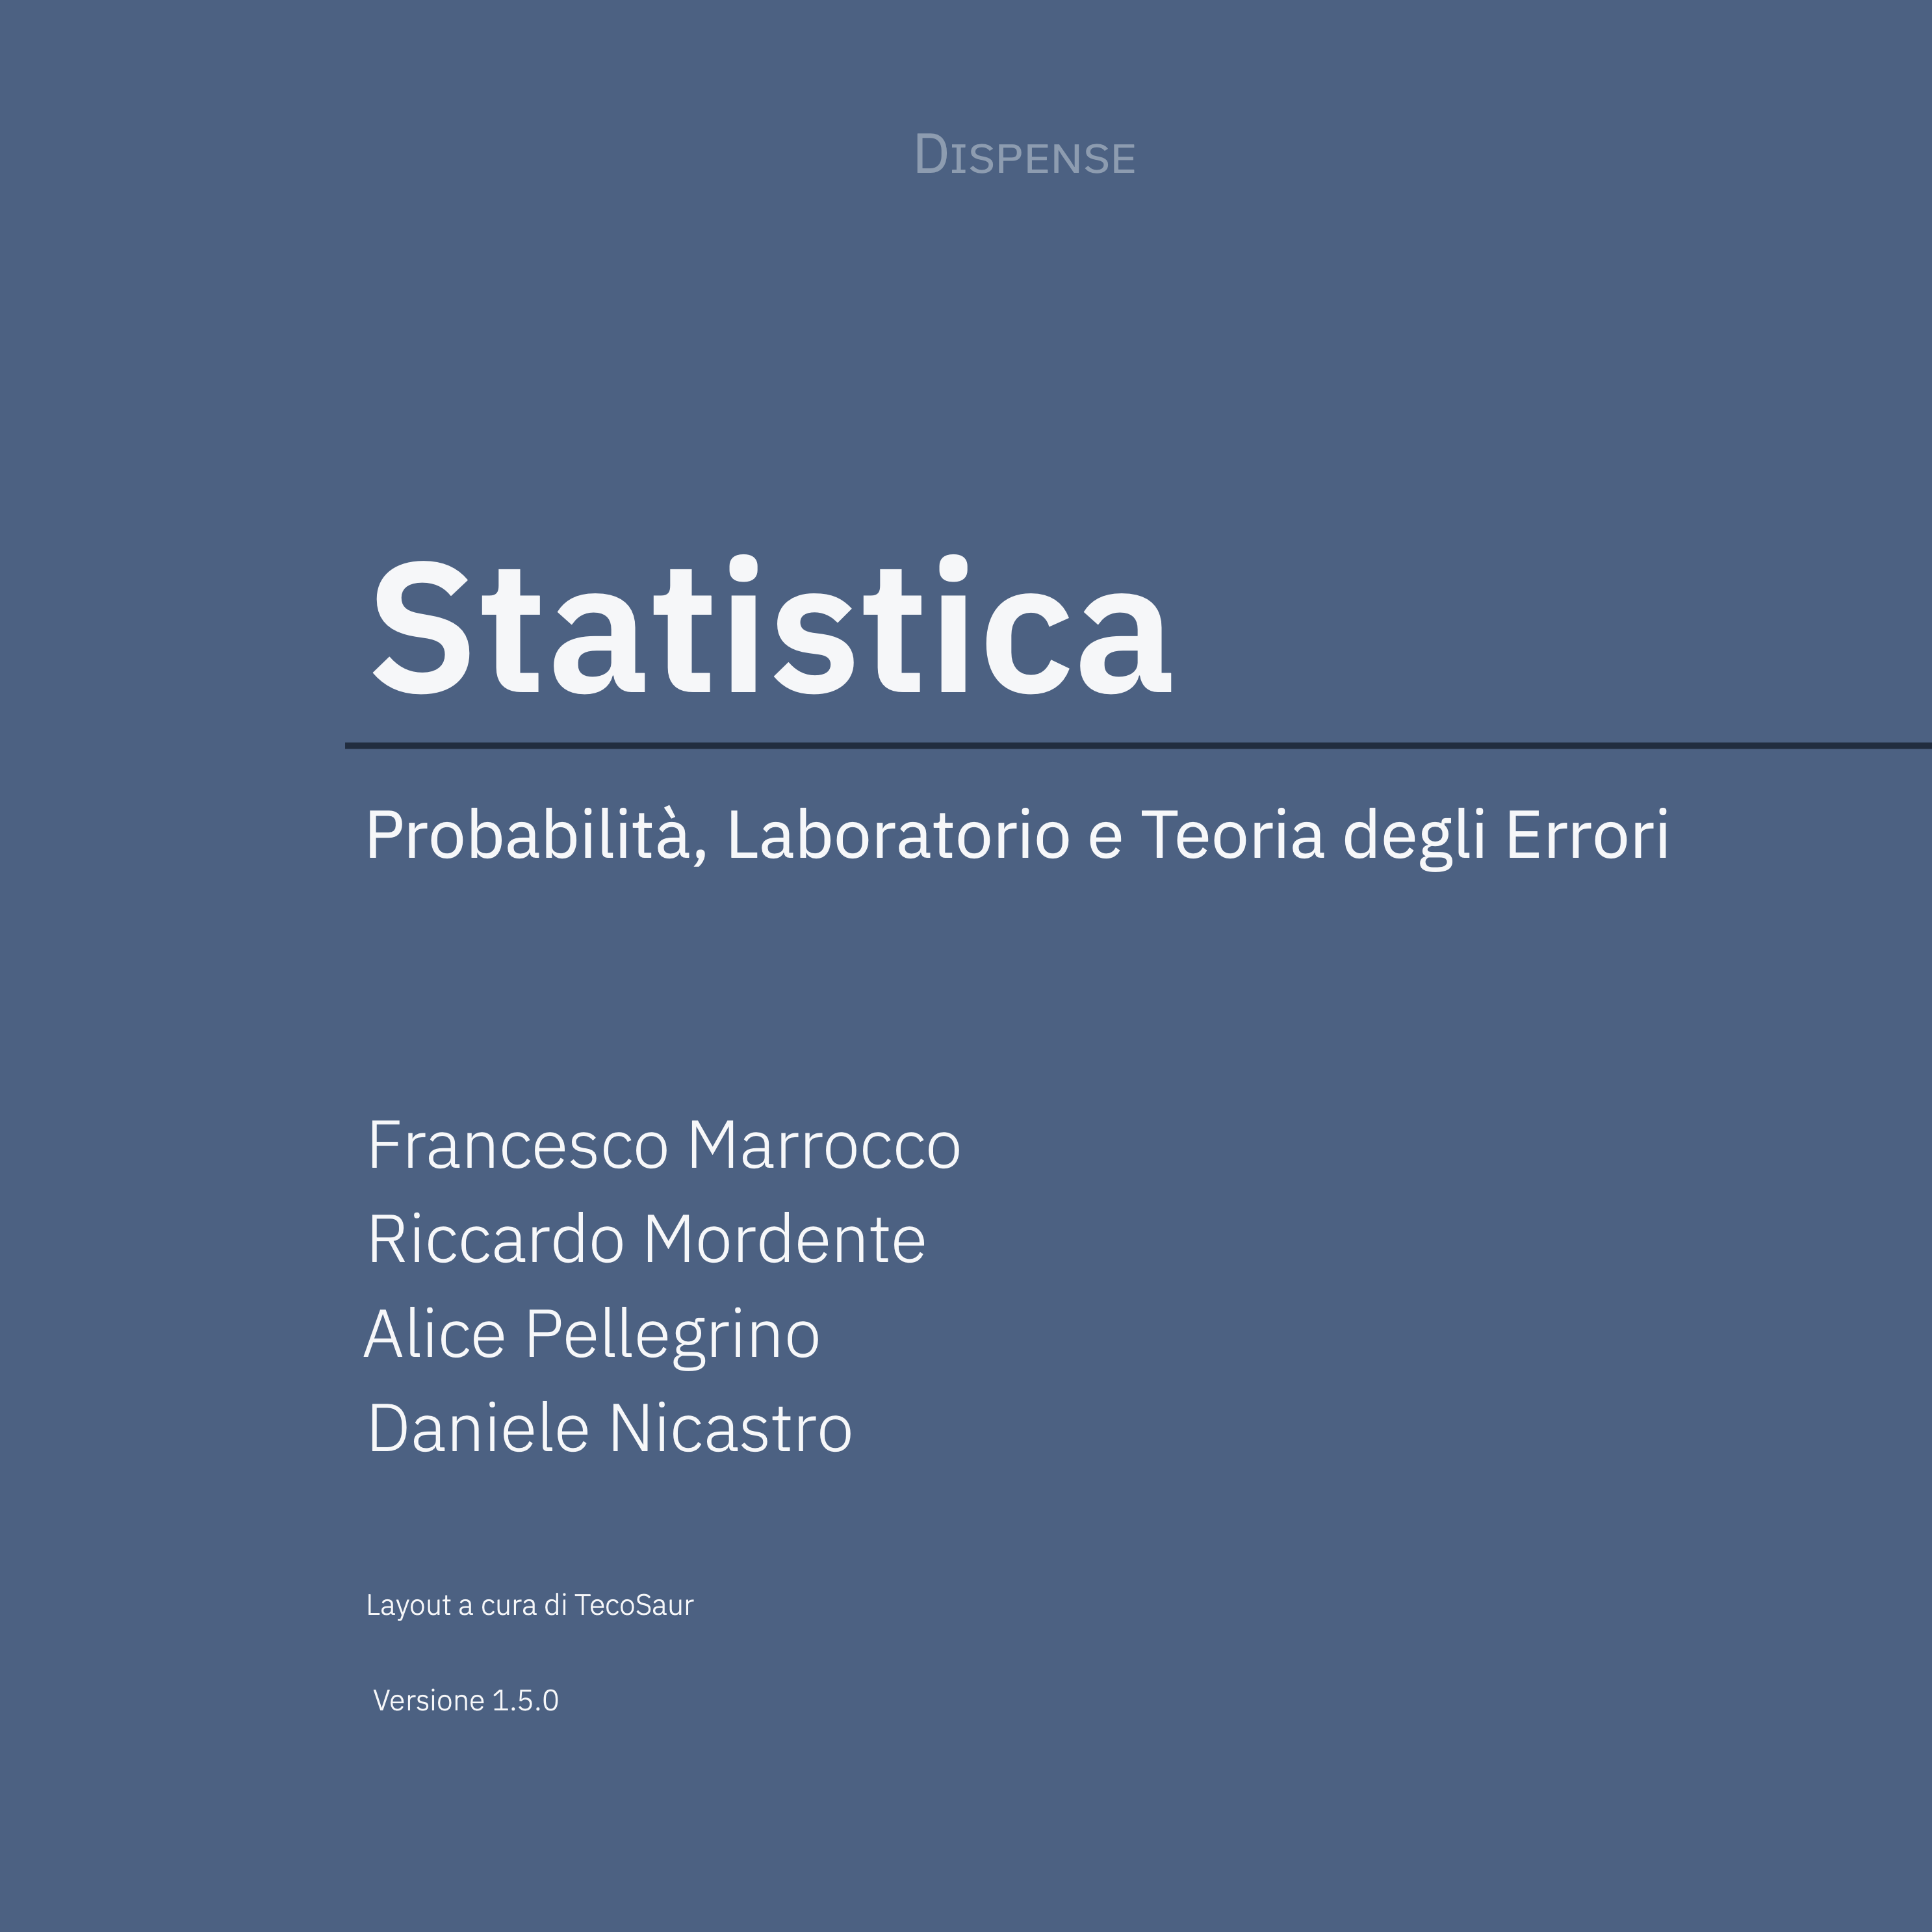 Dispense
Statistica
Probabilità, Laboratorio e Teoria degli Errori
Francesco Marrocco
Riccardo Mordente
Alice Pellegrino
Daniele Nicastro
Layout a cura di TecoSaur
Versione 1.5.0